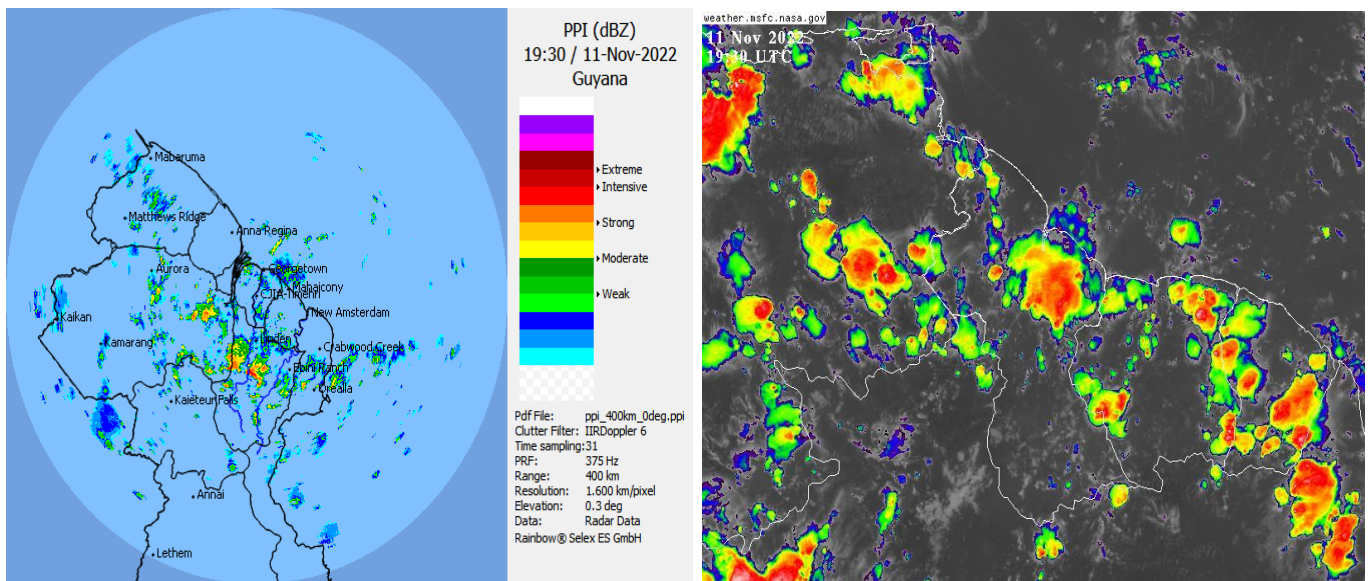 PPI (dBZ)
19:30 / 11-Nov-2022
Guyana
Extreme
Intensive
Strong
Moderate
Weak
Pdf File: ppi_400km_0deg.ppi
Clutter Filter: IIRDoppler 6
Time sampling:31
PRF: 375 Hz
Range: 400 km
Resolution: 1.600 km/pixel
Elevation: 0.3 deg
Data: Radar Data
Rainbow® Selex ES GmbH
Mabaruma
Matthews Ridge
Anna Regina
Aurora
Georgetown
Mahaicony
CJIA-Timehri
Kaikan
New Amsterdam
Kamarang
Linden
Crabwood Creek
Ebini Ranch
Orealla
Kaieteur Falls
Annai
Lethem
weather.msfc.nasa.gov
11 Nov 2022
19:30 UTC